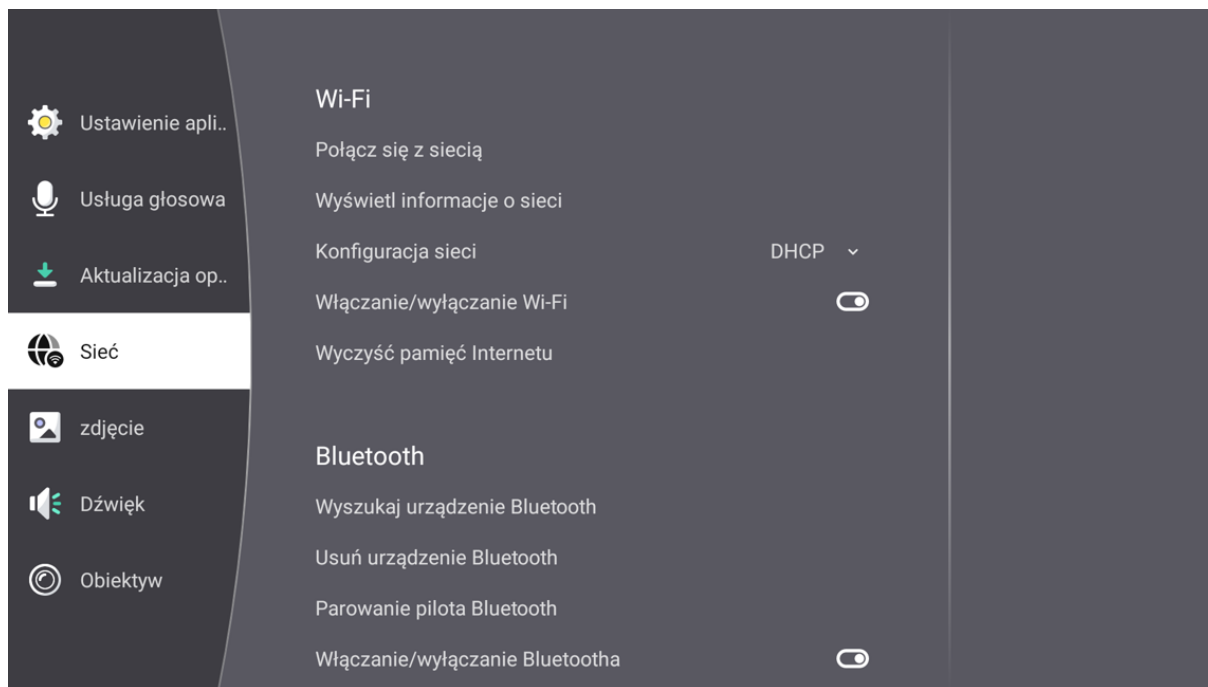 Ustawienie apli..
Usługa głosowa
Aktualizacja op..
Sieć
zdjęcie
Dźwięk
Obiektyw
Wi-Fi
Połącz się z siecią
Wyświetl informacje o sieci
Konfiguracja sieci DHCP
Włączanie/wyłączanie Wi-Fi
Wyczyść pamięć Internetu
Bluetooth
Wyszukaj urządzenie Bluetooth
Usuń urządzenie Bluetooth
Parowanie pilota Bluetooth
Włączanie/wyłączanie Bluetootha